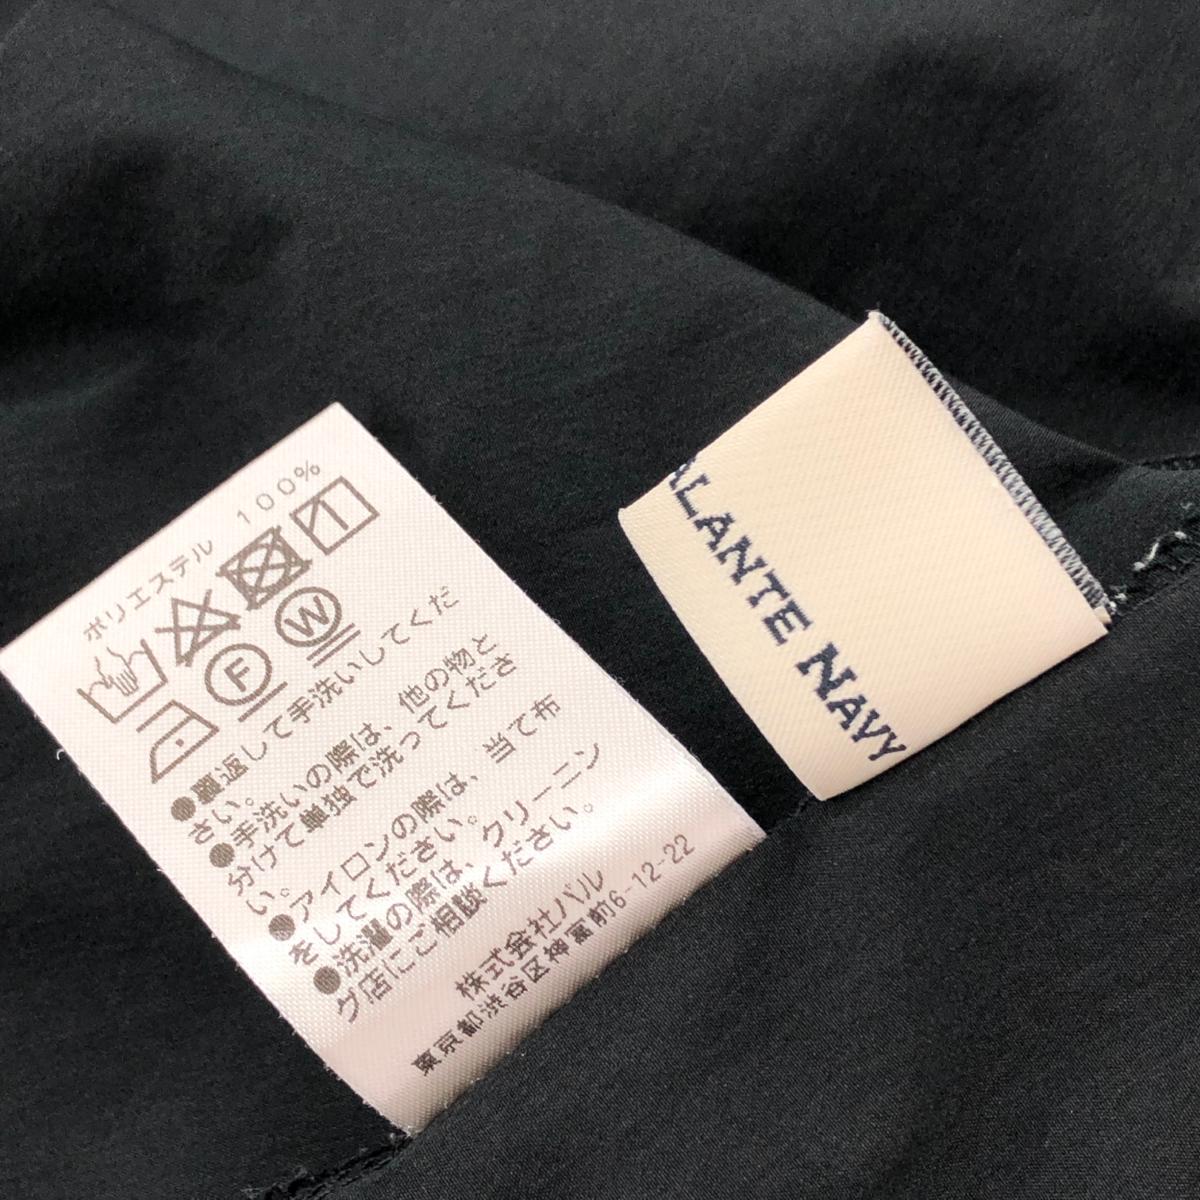 ポリエステル 100%
F W
●裏返して手洗いしてくだ
さい。
●手洗いの際は、他の物と
分けて単独で洗ってくださ
い。
●アイロンの際は、当て布
をしてください。
●洗濯の際は、クリーニン
グ店にご相談ください。
株式会社パル
東京都渋谷区神宮前6-12-22
ALANTE NAVY